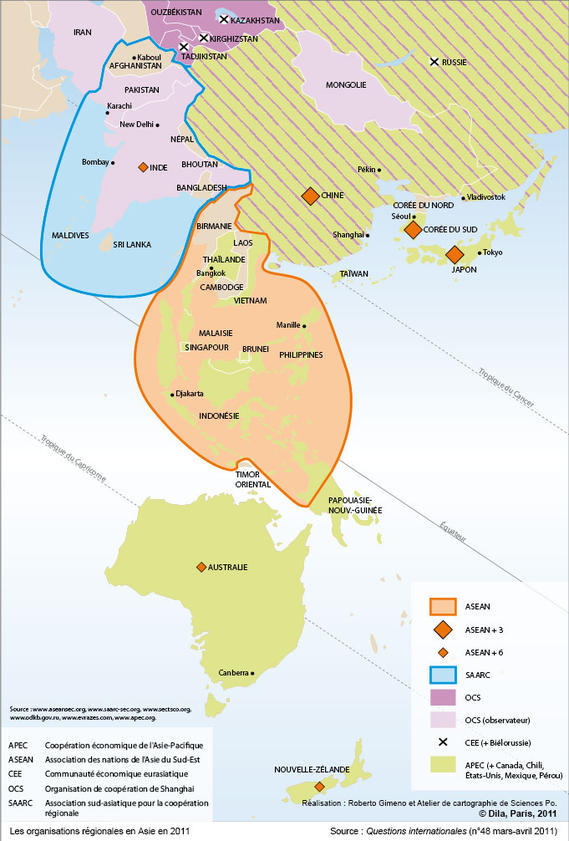 OUZBÉKISTAN
KAZAKHSTAN
IRAN
KIRGHIZSTAN
TADJIKISTAN
Kaboul
AFGHANISTAN
RUSSIE
MONGOLIE
PAKISTAN
Karachi
New Delhi
NÉPAL
Bombay
INDE
BHOUTAN
BANGLADESH
Pékin
CHINE
Vladivostok
CORÉE DU NORD
Séoul
CORÉE DU SUD
Shanghai
Tokyo
JAPON
TAÏWAN
MALDIVES
SRI LANKA
BIRMANIE
LAOS
THAÏLANDE
Bangkok
CAMBODGE
VIETNAM
Manille
MALAISIE
SINGAPOUR
BRUNEI
PHILIPPINES
Djakarta
INDONÉSIE
Tropique du Cancer
Tropique du Capricorne
Équateur
TIMOR
ORIENTAL
PAPOUASIE-
NOUV.-GUINÉE
AUSTRALIE
Canberra
NOUVELLE-ZÉLANDE
ASEAN
ASEAN + 3
ASEAN + 6
SAARC
OCS
OCS (observateur)
CEE (+ Biélorussie)
APEC (+ Canada, Chili,
États-Unis, Mexique, Pérou)
Source : www.aseansec.org, www.saarc-sec.org, www.sectsco.org,
www.odkb.gov.ru, www.evrazes.com, www.apec.org.
APEC Coopération économique de l'Asie-Pacifique
ASEAN Association des nations de l'Asie du Sud-Est
CEE Communauté économique eurasiatique
OCS Organisation de coopération de Shanghai
SAARC Association sud-asiatique pour la coopération
régionale
Réalisation : Roberto Gimeno et Atelier de cartographie de Sciences Po.
© Dila, Paris, 2011
Les organisations régionales en Asie en 2011
Source : Questions internationales (n°48 mars-avril 2011)